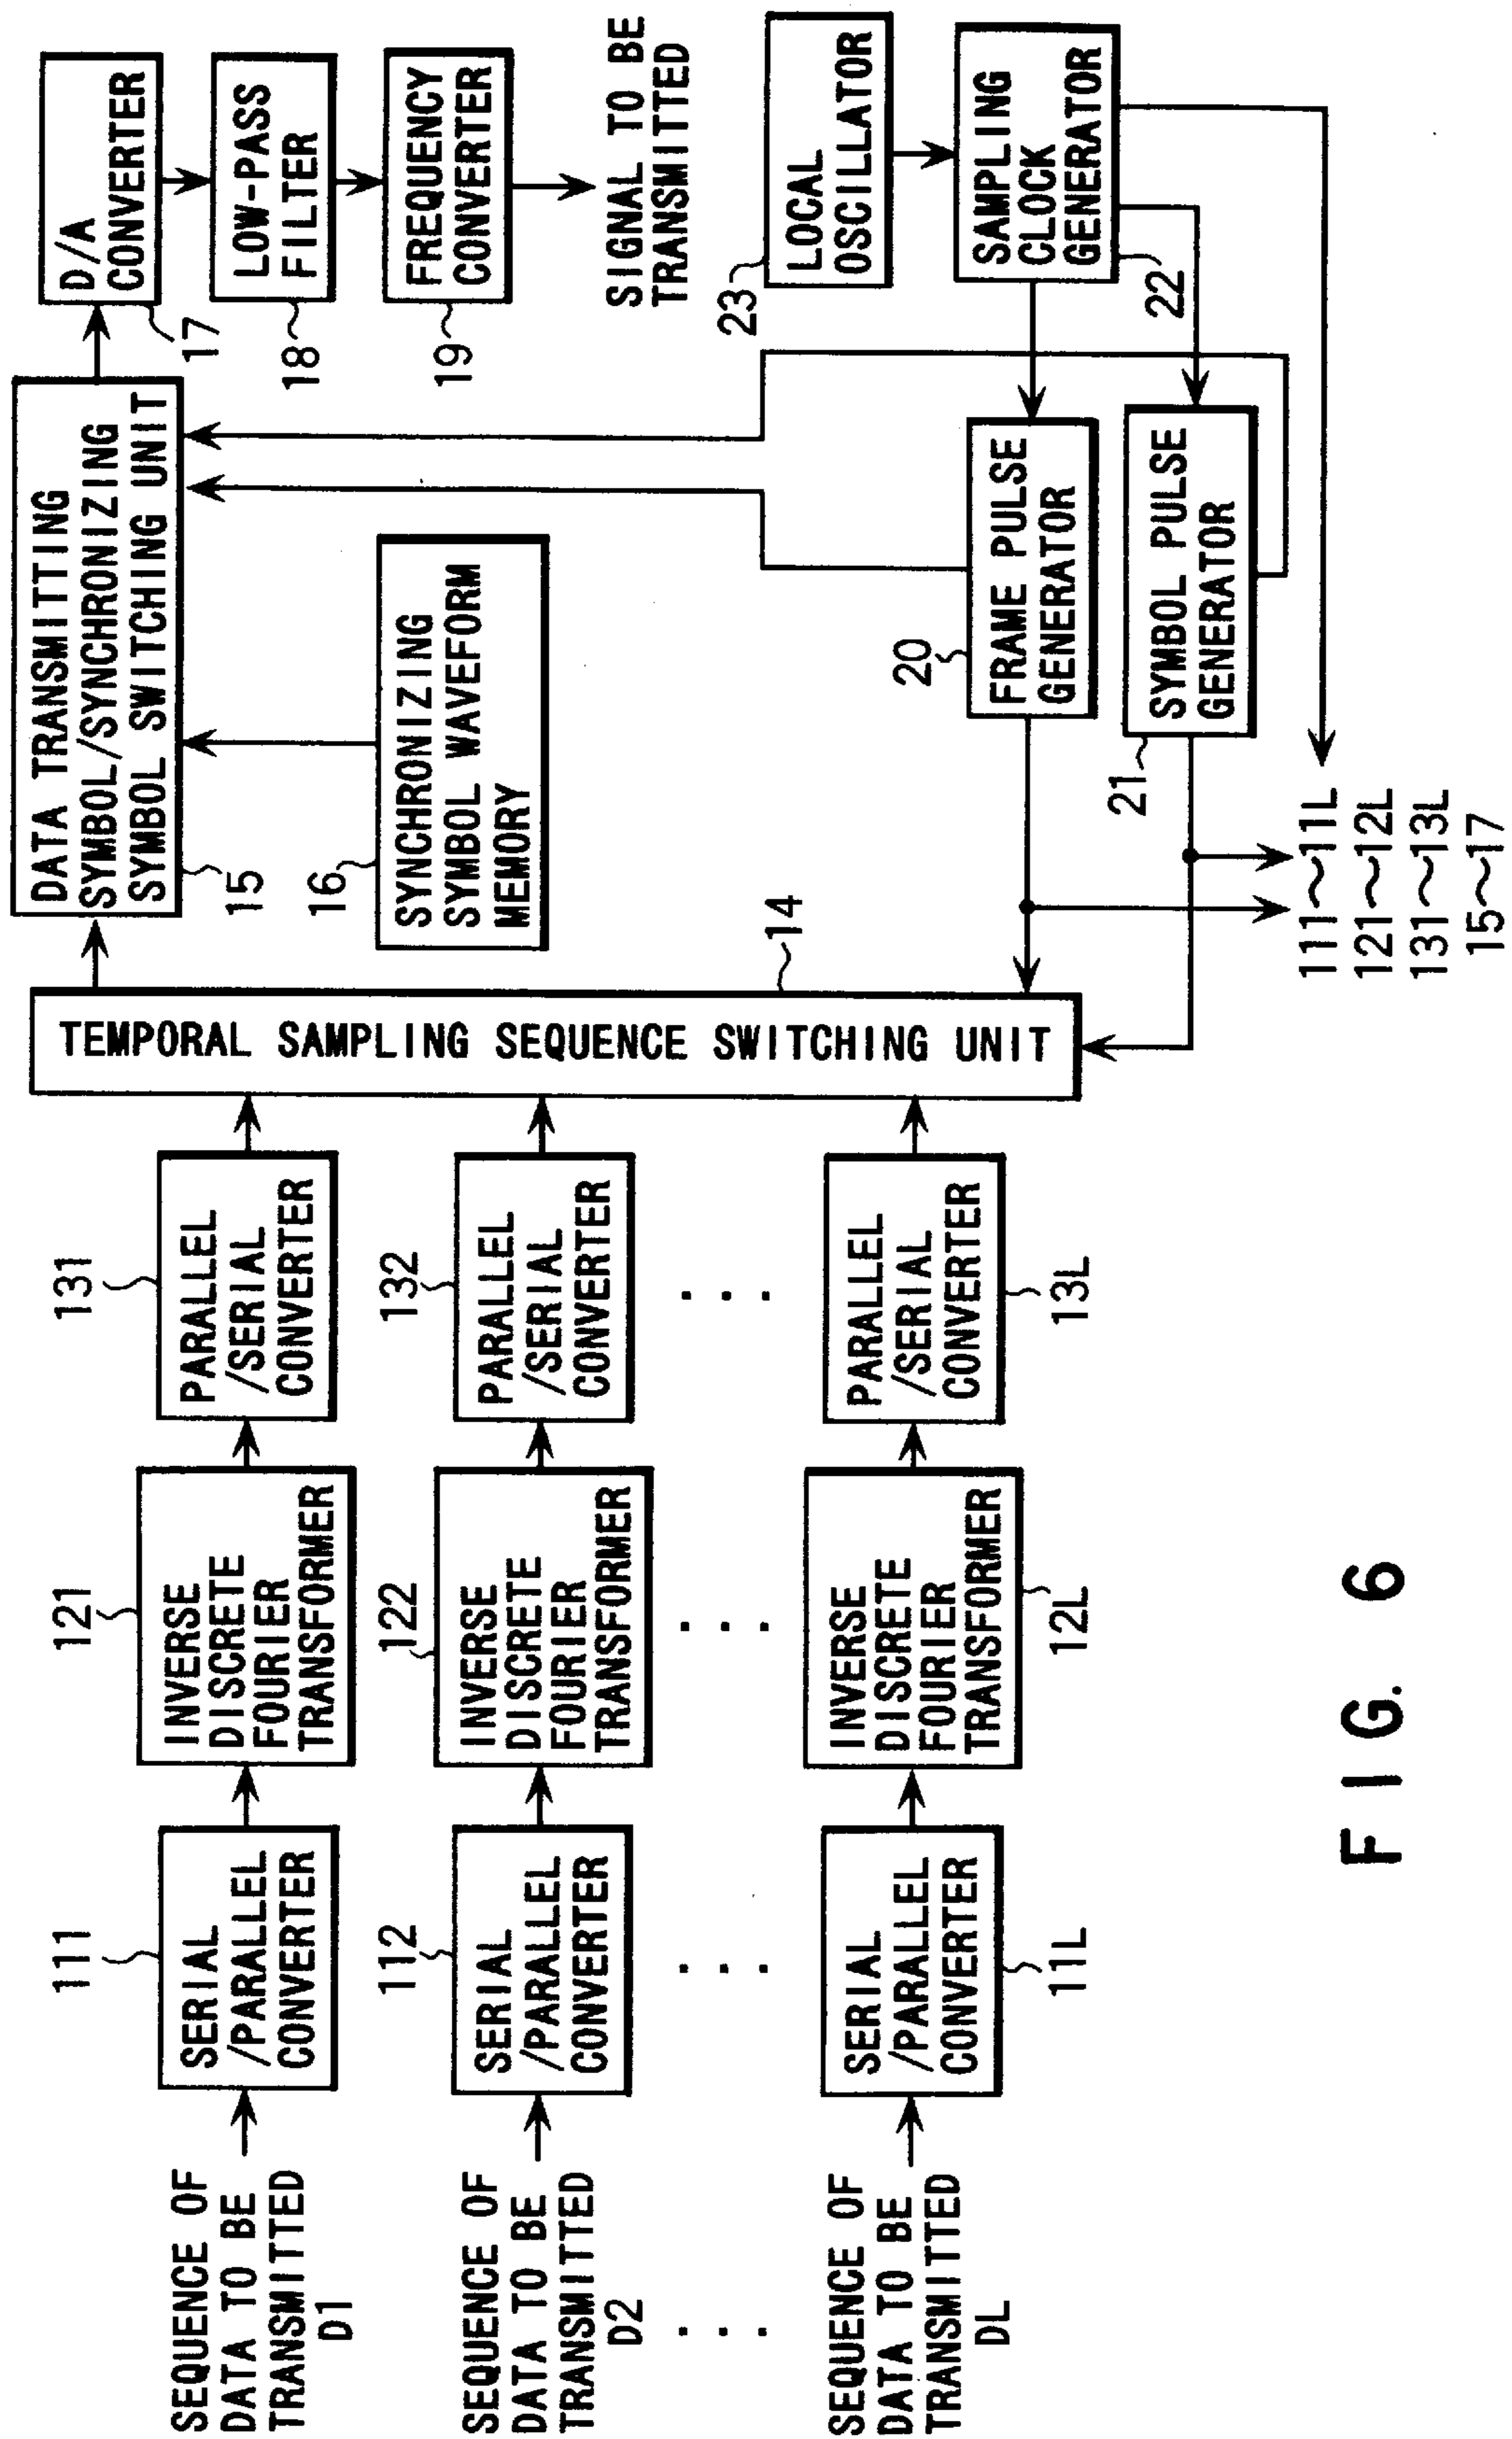 SEQUENCE OF
DATA TO BE
TRANSMITTED
D1
111
SERIAL
/PARALLEL
CONVERTER
121
INVERSE
DISCRETE
FOURIER
TRANSFORMER
131
PARALLEL
/SERIAL
CONVERTER
SEQUENCE OF
DATA TO BE
TRANSMITTED
D2
112
SERIAL
/PARALLEL
CONVERTER
122
INVERSE
DISCRETE
FOURIER
TRANSFORMER
132
PARALLEL
/SERIAL
CONVERTER
. . .
. . .
. . .
. . .
SEQUENCE OF
DATA TO BE
TRANSMITTED
DL
SERIAL
/PARALLEL
CONVERTER
11L
INVERSE
DISCRETE
FOURIER
TRANSFORMER
12L
PARALLEL
/SERIAL
CONVERTER
13L
TEMPORAL SAMPLING SEQUENCE SWITCHING UNIT
14
DATA TRANSMITTING
SYMBOL/SYNCHRONIZING
SYMBOL SWITCHING UNIT
15
16
SYNCHRONIZING
SYMBOL WAVEFORM
MEMORY
D/A
CONVERTER
17
LOW-PASS
FILTER
18
FREQUENCY
CONVERTER
19
SIGNAL TO BE
TRANSMITTED
23
LOCAL
OSCILLATOR
SAMPLING
CLOCK
GENERATOR
22
20
FRAME PULSE
GENERATOR
21
SYMBOL PULSE
GENERATOR
111~11L
121~12L
131~13L
15~17
FIG. 6